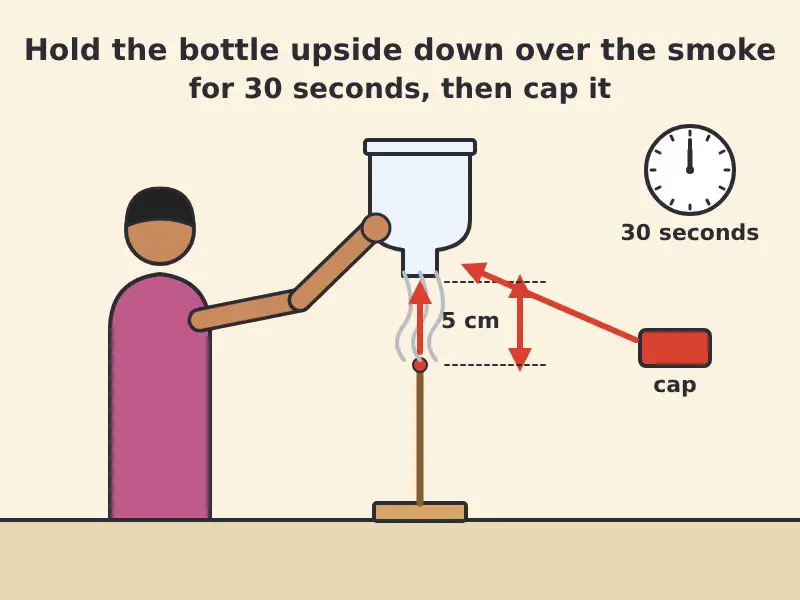 Hold the bottle upside down over the smoke
for 30 seconds, then cap it
30 seconds
5 cm
cap